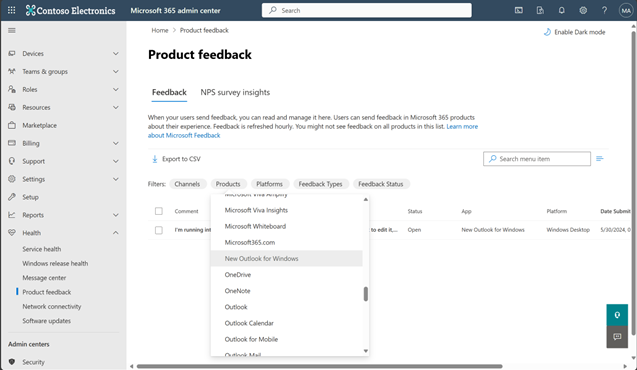 Contoso Electronics
Microsoft 365 admin center
Search
MA
Home > Product feedback
Enable Dark mode
Product feedback
Feedback
NPS survey insights
When your users send feedback, you can read and manage it here. Users can send feedback in Microsoft 365 products
about their experience. Feedback is refreshed hourly. You might not see feedback on all products in this list. Learn more
about Microsoft Feedback
Export to CSV
Search menu item
Filters:
Channels
Products
Platforms
Feedback Types
Feedback Status
Comment
Status
App
Platform
Date Submit
I'm running int
to edit it,...
Open
New Outlook for Windows
Windows Desktop
5/30/2024, 0
Microsoft Viva Amplify
Microsoft Viva Insights
Microsoft Whiteboard
Microsoft365.com
New Outlook for Windows
OneDrive
OneNote
Outlook
Outlook Calendar
Outlook for Mobile
Outlook Mail
Devices
Teams & groups
Roles
Resources
Marketplace
Billing
Support
Settings
Setup
Reports
Health
Service health
Windows release health
Message center
Product feedback
Network connectivity
Software updates
Admin centers
Security